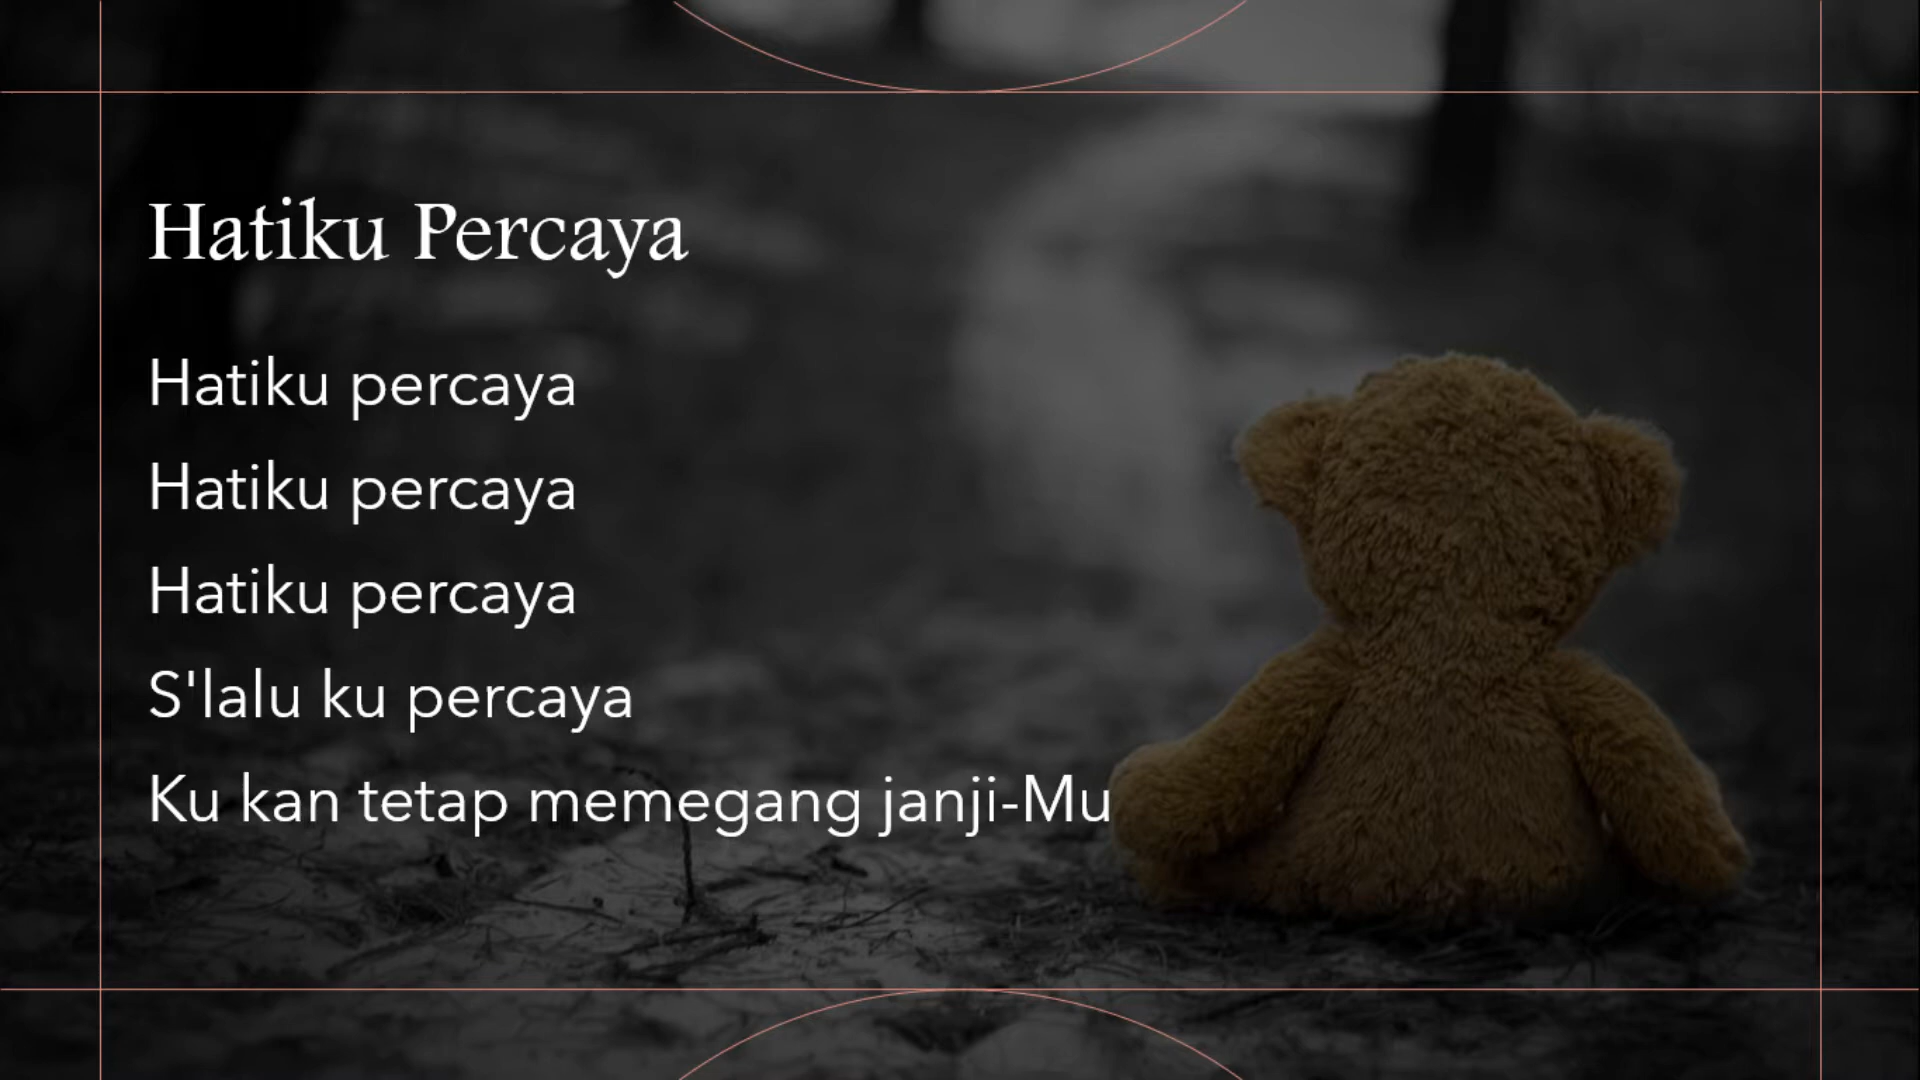 Hatiku Percaya
Hatiku percaya
Hatiku percaya
Hatiku percaya
S'lalu ku percaya
Ku kan tetap memegang janji-Mu